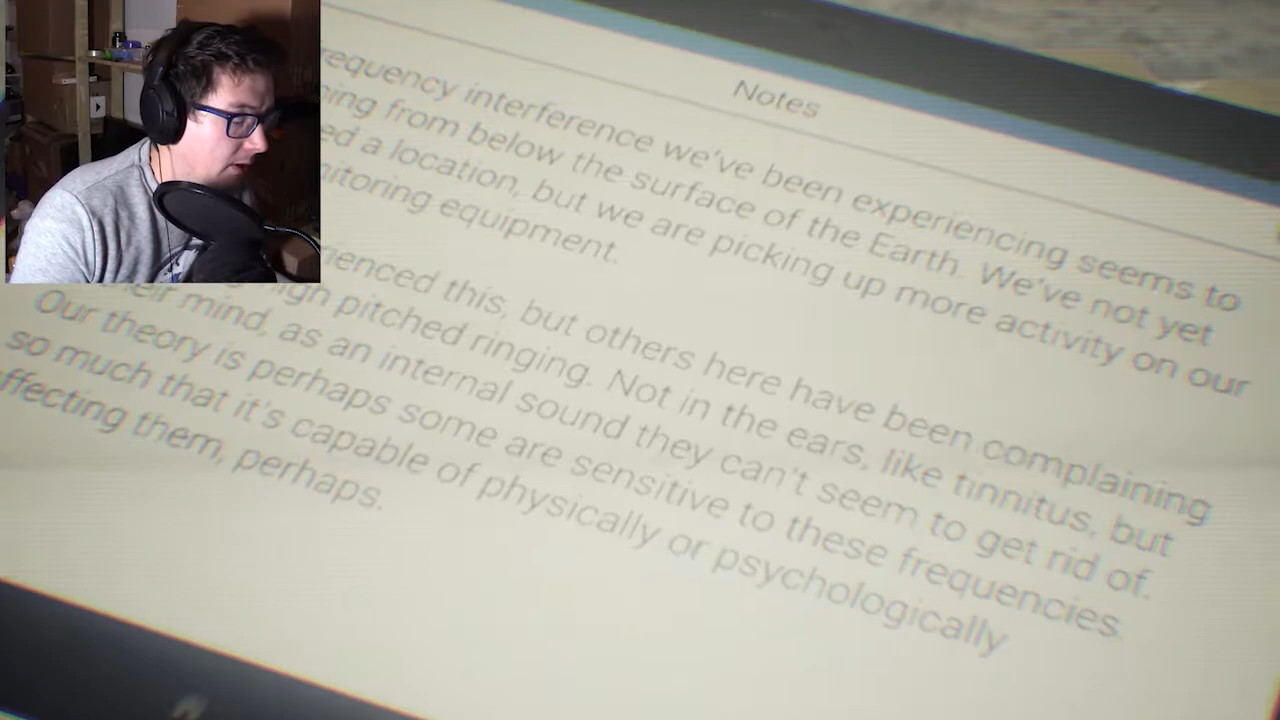 Notes
requency interference we've been experiencing seems to
cing from below the surface of the Earth. We've not yet
ed a location, but we are picking up more activity on our
nitoring equipment.
rienced this, but others here have been complaining
high pitched ringing. Not in the ears, like tinnitus, but
their mind, as an internal sound they can't seem to get rid of.
Our theory is perhaps some are sensitive to these frequencies
so much that it's capable of physically or psychologically
ffecting them, perhaps.